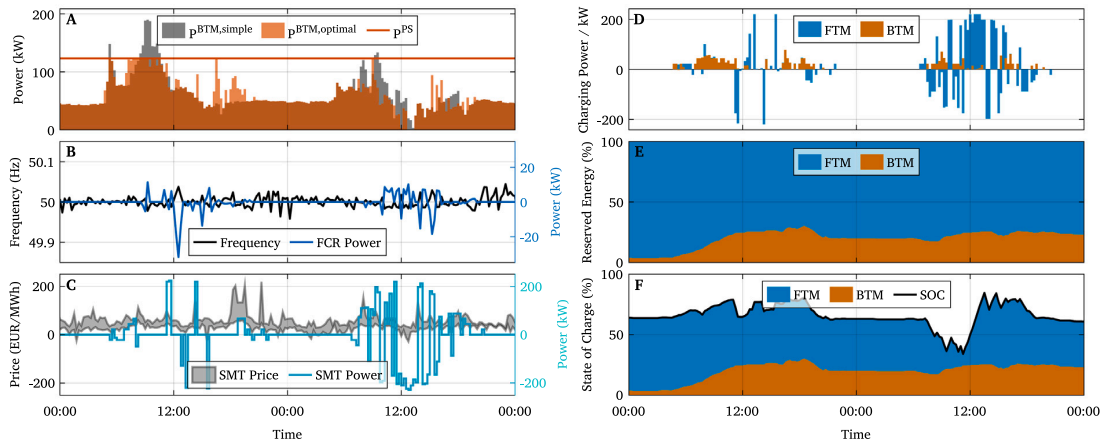 A
P^BTM,simple P^BTM,optimal P^PS
Power (kW)
200
100
0
B
Frequency (Hz)
50.1
50
49.9
20
0
-20
Power (kW)
Frequency FCR Power
C
Price (EUR/MWh)
200
0
-200
200
0
-200
Power (kW)
SMT Price SMT Power
00:00 12:00 00:00 12:00 00:00
Time
D
FTM BTM
Charging Power / kW
200
0
-200
E
FTM BTM
Reserved Energy (%)
100
50
0
F
FTM BTM SOC
State of Charge (%)
100
50
0
00:00 12:00 00:00 12:00 00:00
Time